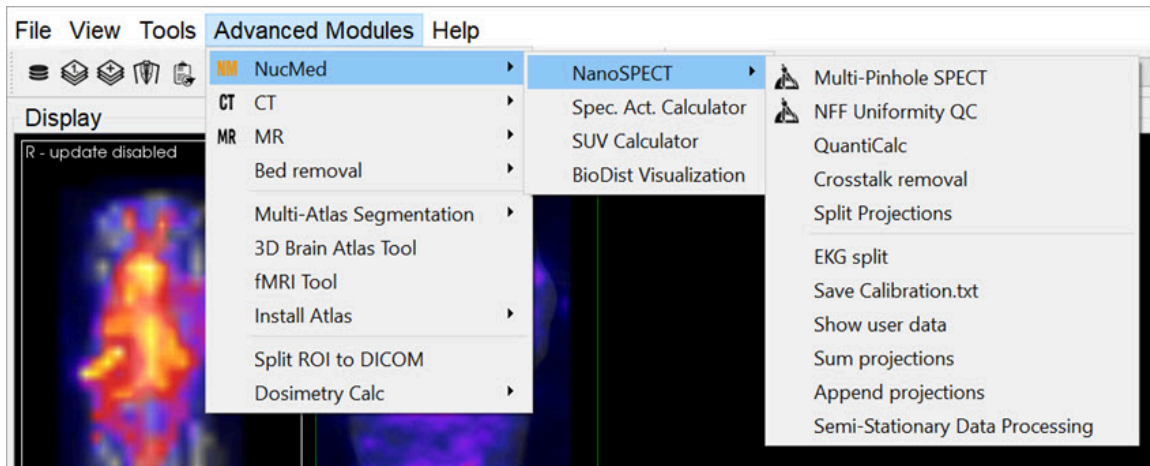 File View Tools Advanced Modules Help
Display
R - update disabled
NM NucMed
CT CT
MR MR
Bed removal
Multi-Atlas Segmentation
3D Brain Atlas Tool
fMRI Tool
Install Atlas
Split ROI to DICOM
Dosimetry Calc
NanoSPECT
Spec. Act. Calculator
SUV Calculator
BioDist Visualization
Multi-Pinhole SPECT
NFF Uniformity QC
QuantiCalc
Crosstalk removal
Split Projections
EKG split
Save Calibration.txt
Show user data
Sum projections
Append projections
Semi-Stationary Data Processing